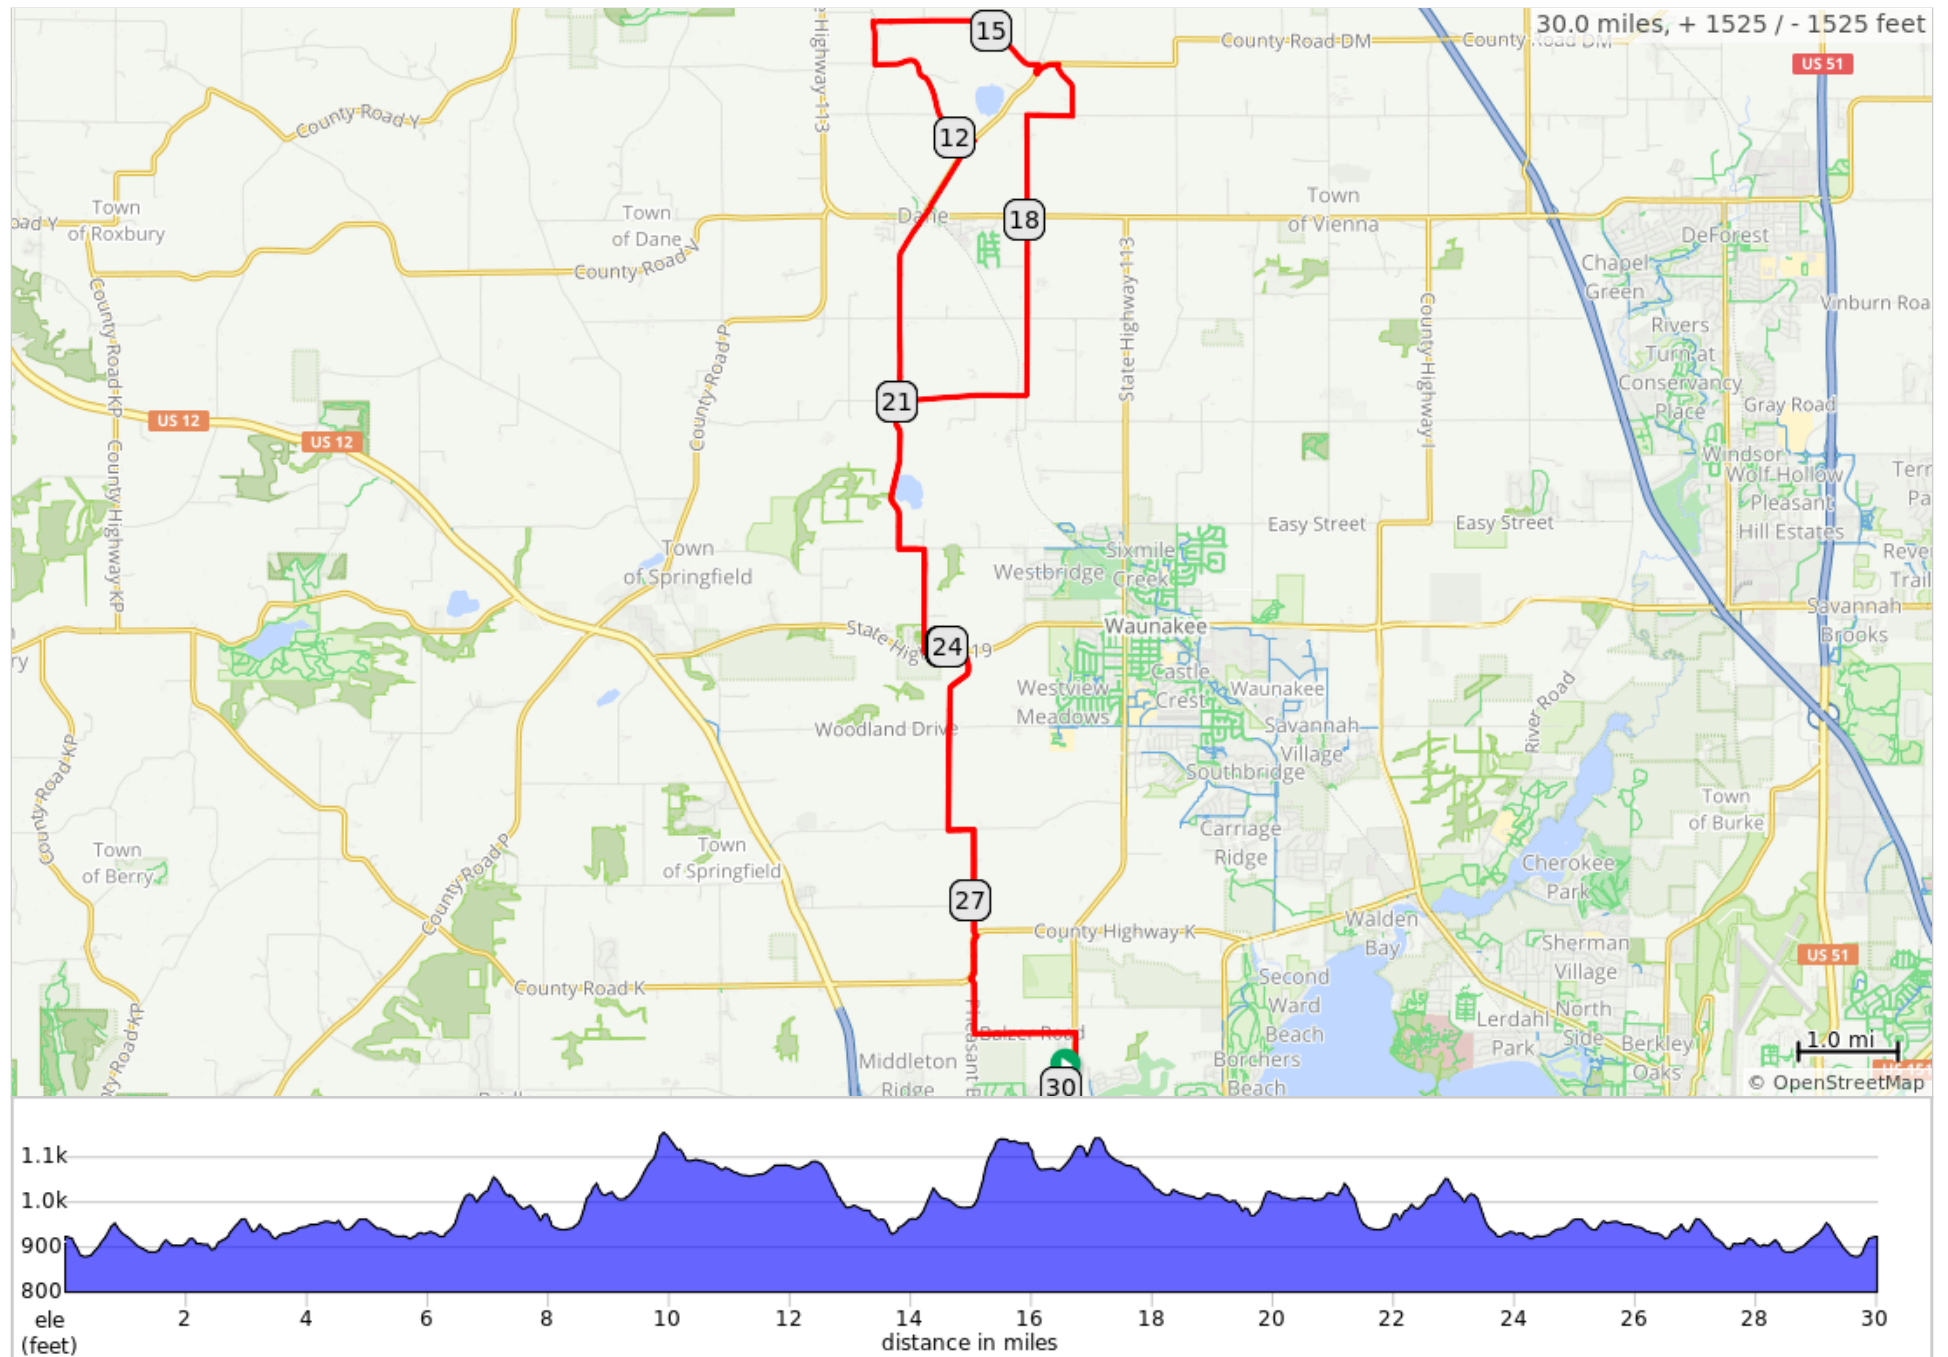 30.0 miles, + 1525 / - 1525 feet
15
County Road DM
County Road DM
US 51
County Road Y
12
Town
of Roxbury
Town
of Dane
Dane
18
Town
of Vienna
DeForest
County Road V
State Highway 113
Chapel
Green
Vinburn Roa
County Road KP
County Road P
County Highway I
Rivers
Turn at
Conservancy
Place
Gray Road
21
US 12
US 12
County Highway KP
Windsor
Wolf Hollow
Pleasant
Hill Estates
Easy Street
Easy Street
Town
of Springfield
Westbridge
Sixmile
Creek
Savannah
Brooks
Waunakee
24
19
Castle
Crest
Westview
Meadows
Waunakee
Savannah
Village
River Road
Woodland Drive
Southbridge
County Road KP
Town
of Burke
Carriage
Ridge
Town
of Berry
Town
of Springfield
County Road P
Cherokee
Park
27
County Highway K
Walden
Bay
Sherman
Village
US 51
County Road K
Second
Ward
Beach
North
Side
Lerdahl
Park
Balzer Road
Middleton
Ridge
Borchers
Beach
Berkley
Oaks
1.0 mi
30
© OpenStreetMap
1.1k
1.0k
900
800
ele
(feet)
2 4 6 8 10 12 14 16 18 20 22 24 26 28 30
distance in miles